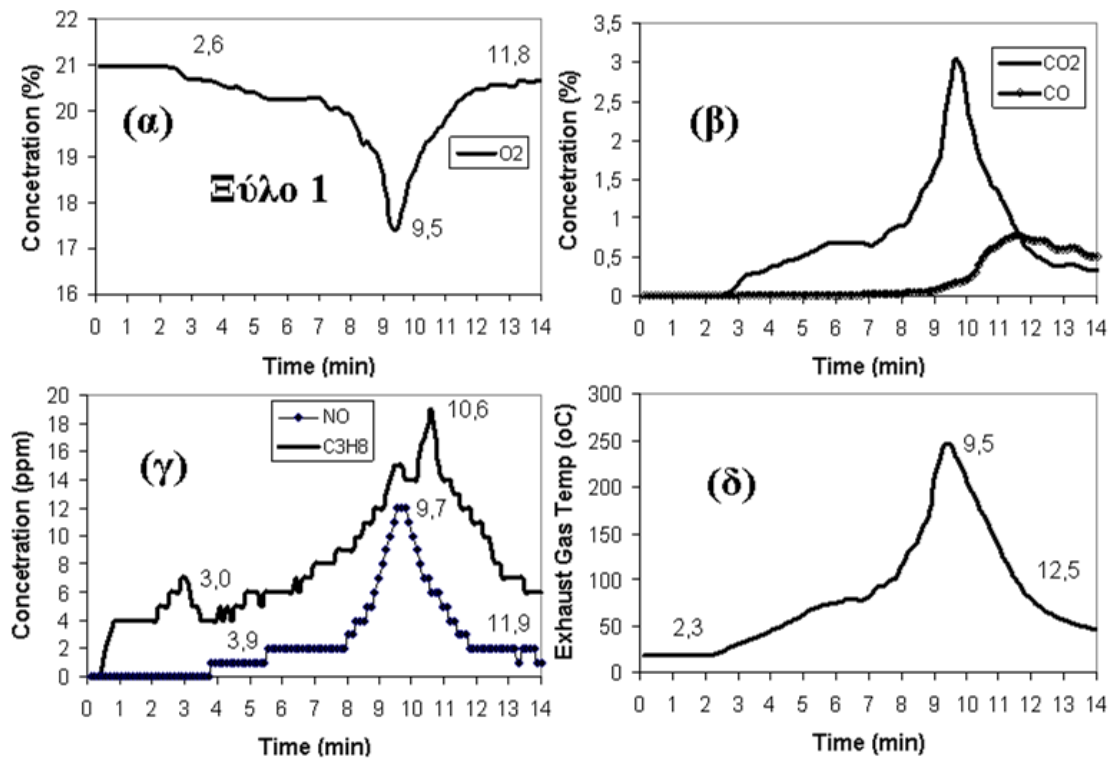 22
21
20
19
18
17
16
Concetration (%)
2,6
11,8
(α)
O2
Ξύλο 1
9,5
0 1 2 3 4 5 6 7 8 9 10 11 12 13 14
Time (min)
3,5
3
2,5
2
1,5
1
0,5
0
Concetration (%)
(β)
CO2
CO
0 1 2 3 4 5 6 7 8 9 10 11 12 13 14
Time (min)
20
18
16
14
12
10
8
6
4
2
0
Concetration (ppm)
NO
C3H8
10,6
(γ)
9,7
3,0
3,9
11,9
0 1 2 3 4 5 6 7 8 9 10 11 12 13 14
Time (min)
300
250
200
150
100
50
0
Exhaust Gas Temp (oC)
9,5
(δ)
12,5
2,3
0 1 2 3 4 5 6 7 8 9 10 11 12 13 14
Time (min)